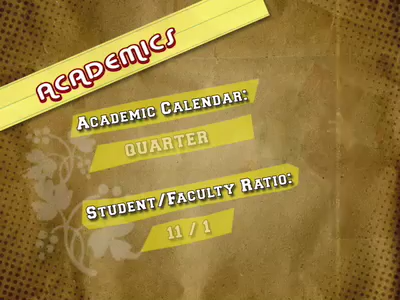 ACADEMICS
ACADEMIC CALENDAR:
QUARTER
STUDENT/FACULTY RATIO:
11 / 1